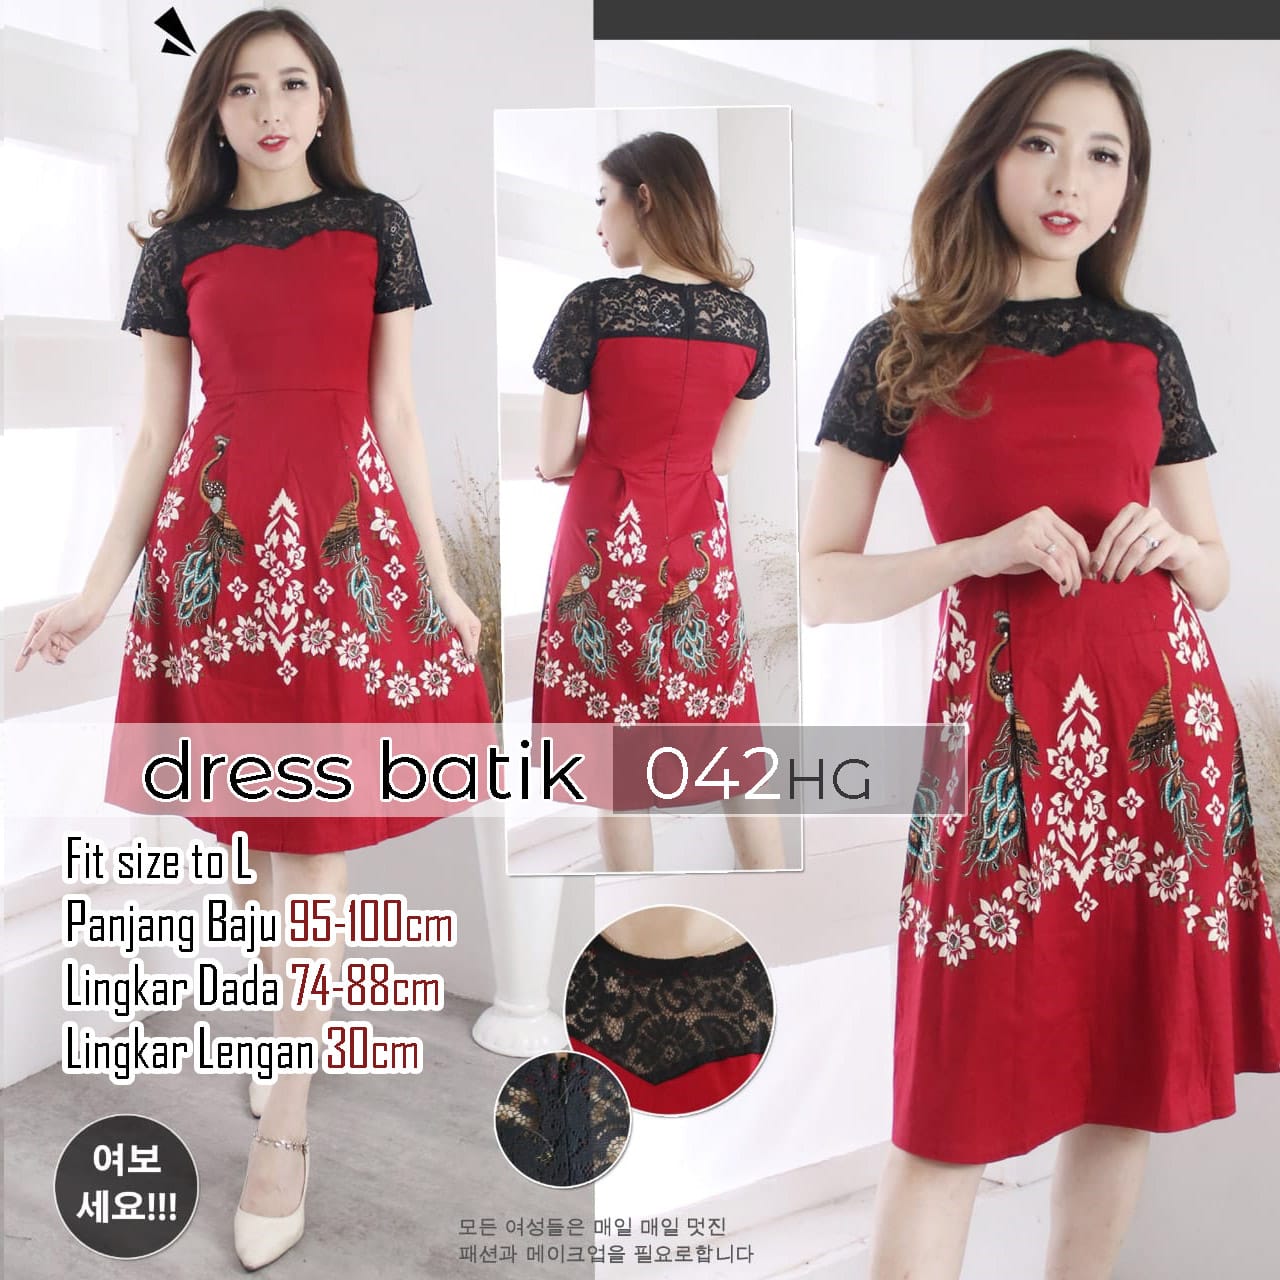 dress batik 042HG
Fit size to L
Panjang Baju 95-100cm
Lingkar Dada 74-88cm
Lingkar Lengan 30cm
여보
세요!!!
모든 여성들은 매일 매일 멋진
패션과 메이크업을 필요로합니다